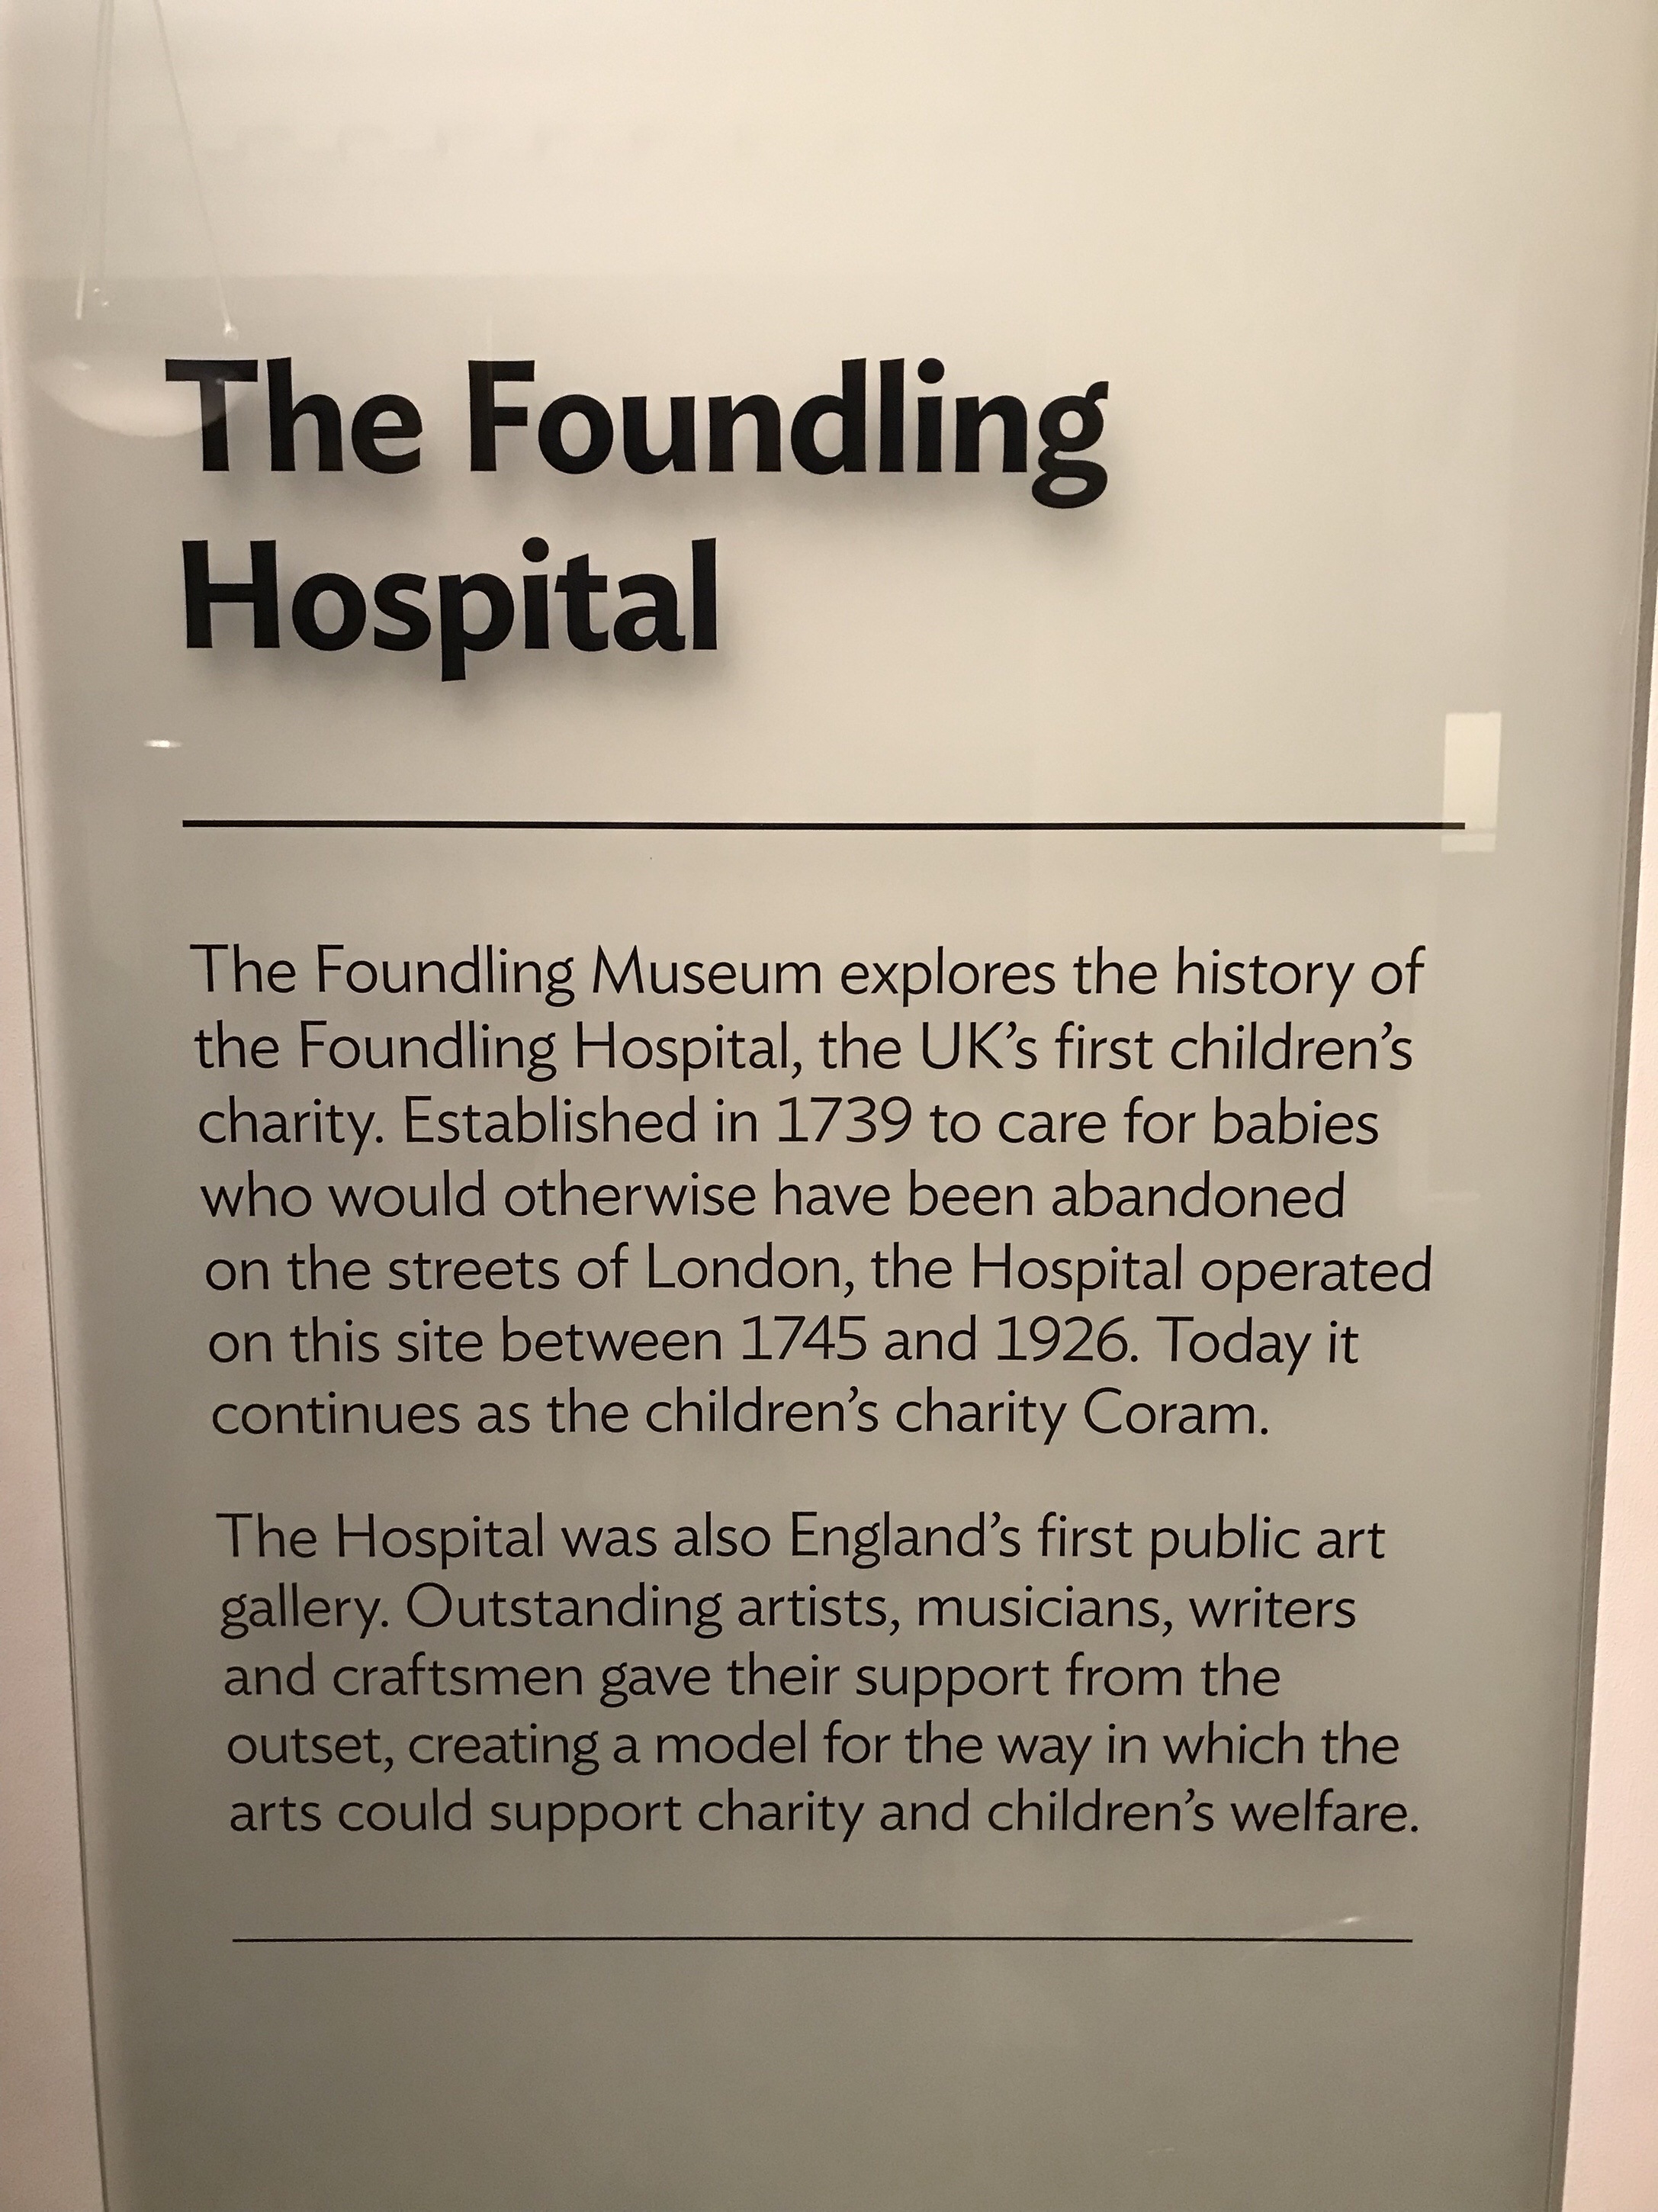 The Foundling
Hospital
The Foundling Museum explores the history of
the Foundling Hospital, the UK’s first children’s
charity. Established in 1739 to care for babies
who would otherwise have been abandoned
on the streets of London, the Hospital operated
on this site between 1745 and 1926. Today it
continues as the children’s charity Coram.
The Hospital was also England’s first public art
gallery. Outstanding artists, musicians, writers
and craftsmen gave their support from the
outset, creating a model for the way in which the
arts could support charity and children’s welfare.